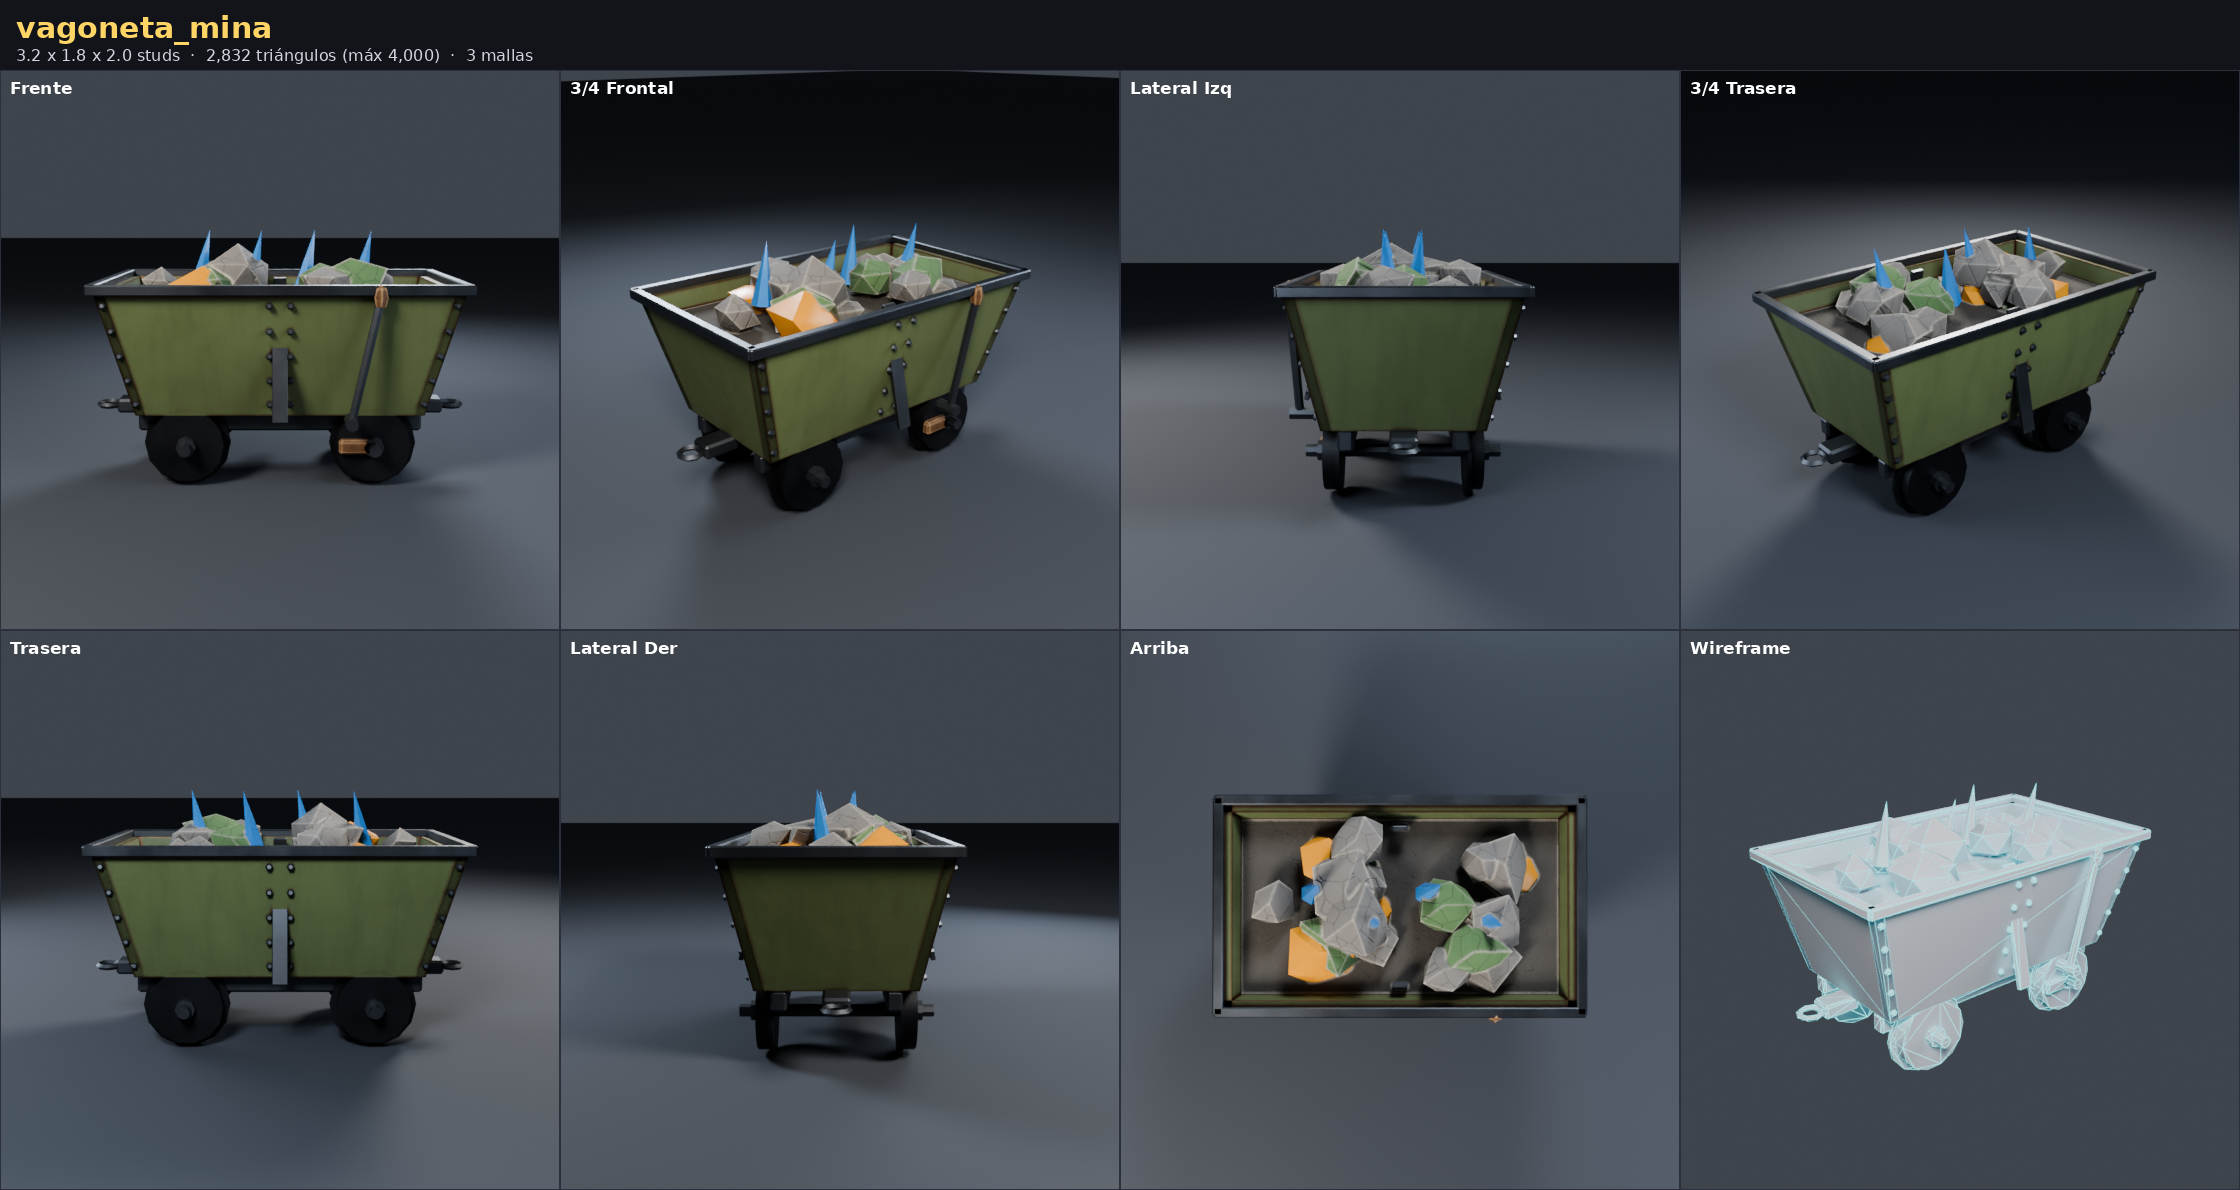 vagoneta_mina
3.2 x 1.8 x 2.0 studs · 2,832 triángulos (máx 4,000) · 3 mallas
Frente
3/4 Frontal
Lateral Izq
3/4 Trasera
Trasera
Lateral Der
Arriba
Wireframe